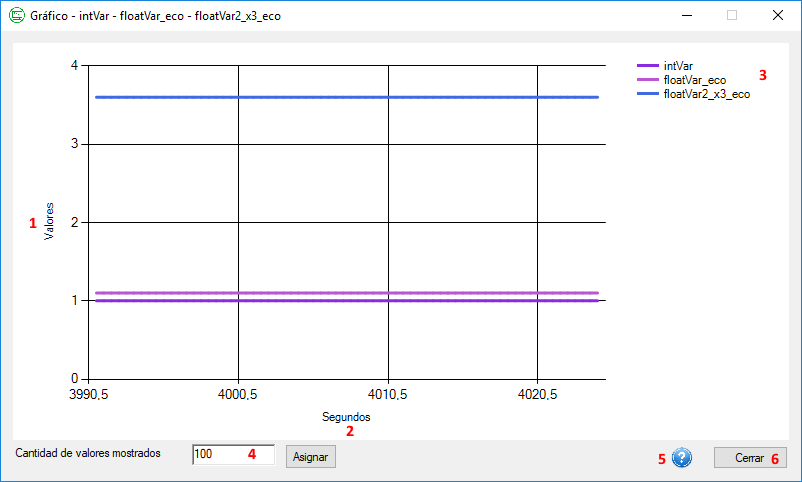 Gráfico - intVar - floatVar_eco - floatVar2_x3_eco
4
3
2
1
0
1 Valores
3990,5 4000,5 4010,5 4020,5
Segundos
2
intVar
floatVar_eco 3
floatVar2_x3_eco
Cantidad de valores mostrados 100 4 Asignar 5 ? Cerrar 6